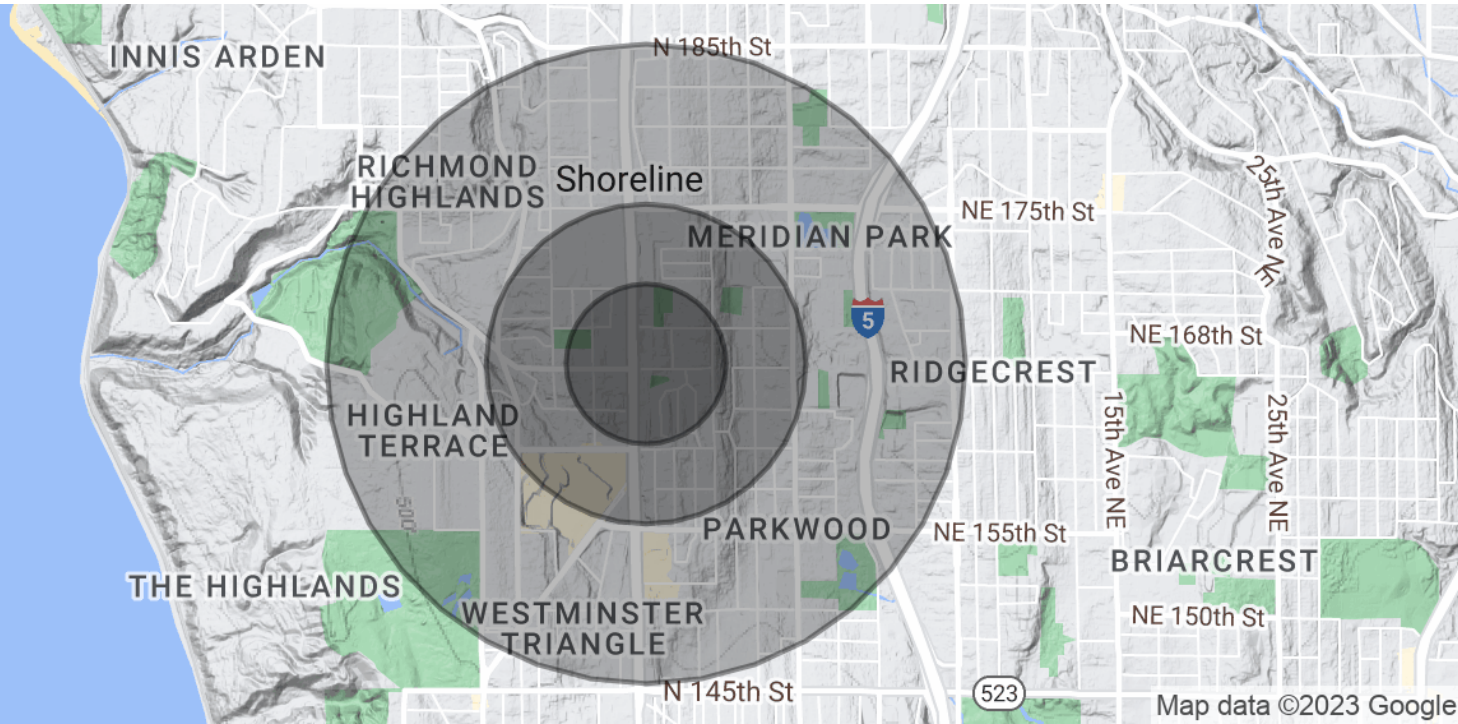 N 185th St
INNIS ARDEN
RICHMOND
HIGHLANDS
Shoreline
25th Ave NE
NE 175th St
MERIDIAN PARK
5
NE 168th St
RIDGECREST
HIGHLAND
TERRACE
15th Ave NE
25th Ave NE
500'
PARKWOOD
NE 155th St
BRIARCREST
THE HIGHLANDS
WESTMINSTER
TRIANGLE
NE 150th St
N 145th St
523
Map data ©2023 Google